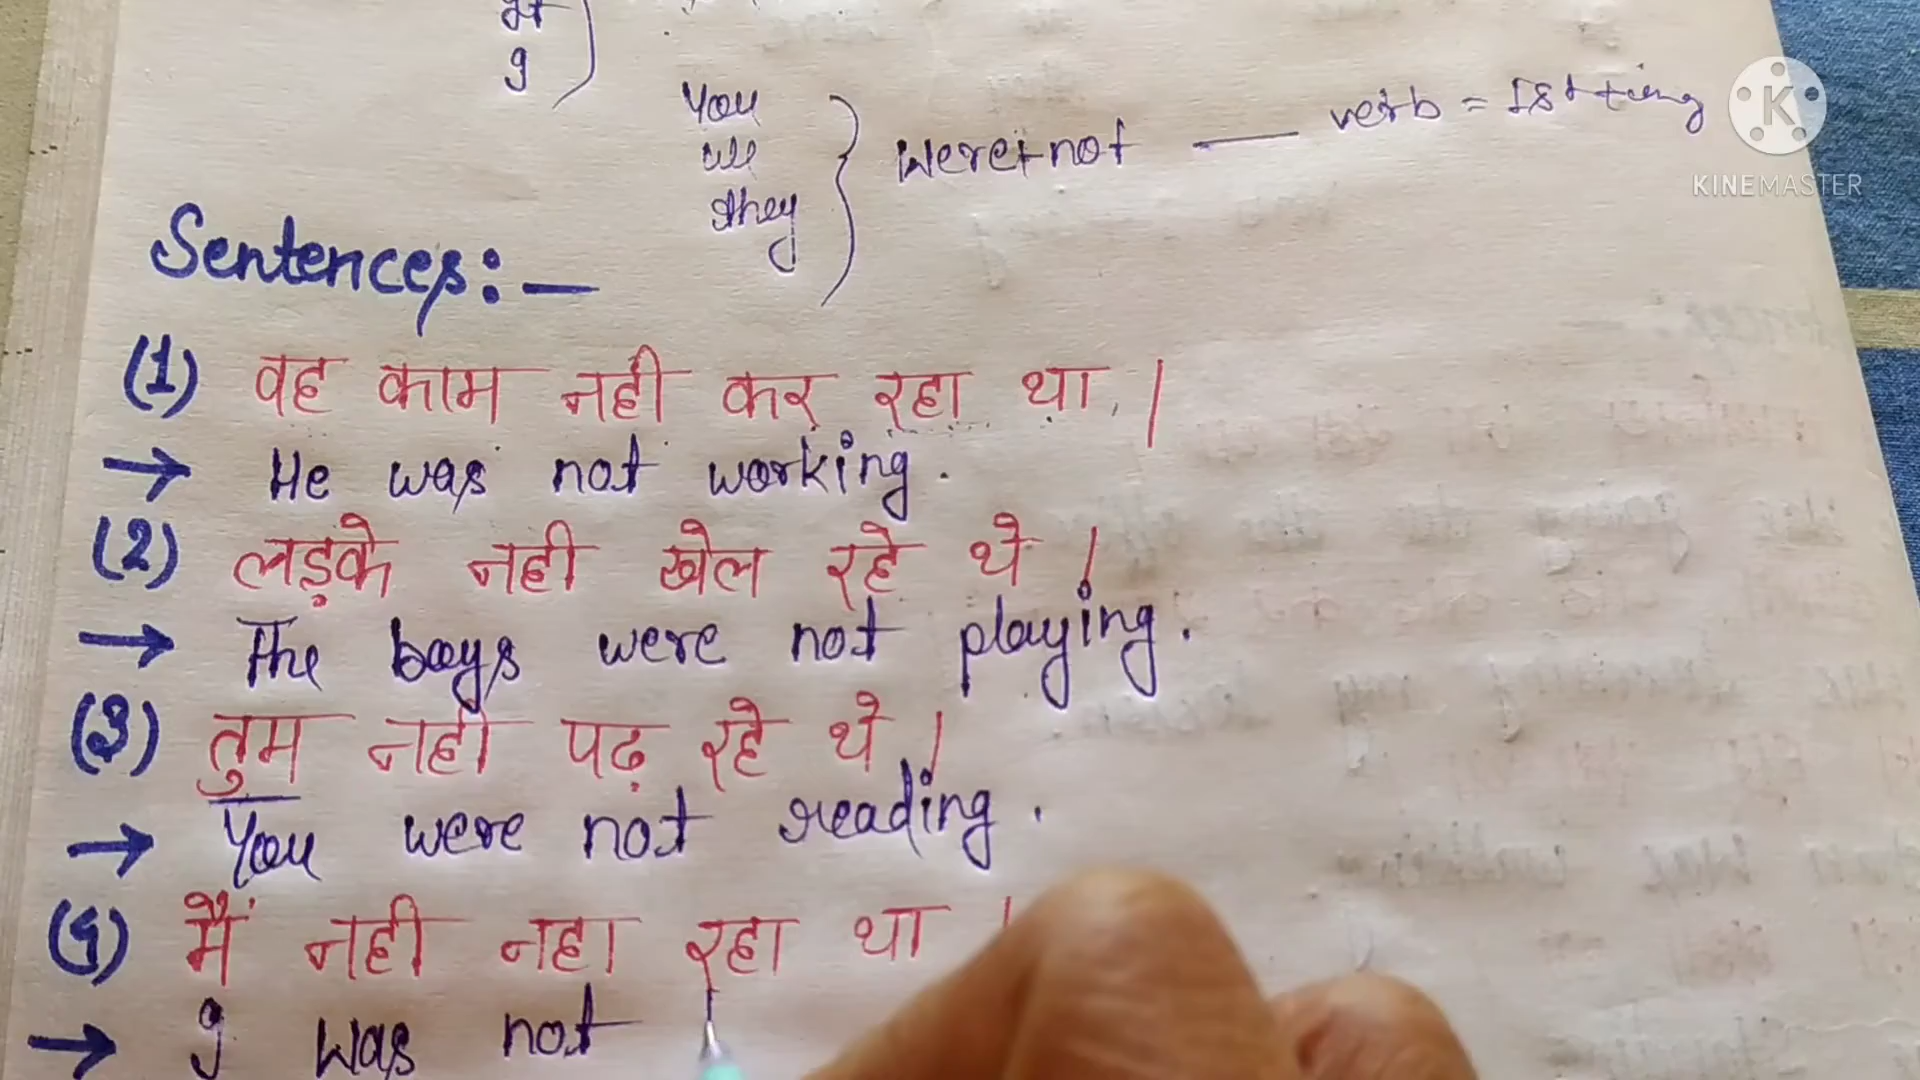 It
I
You
we
they
were+not — verb = Ist + ing
KINEMASTER
Sentences:—
(1) वह काम नही कर रहा था।
→ He was not working.
(2) लड़के नही खेल रहे थे।
→ The boys were not playing.
(3) तुम नही पढ़ रहे थे।
→ You were not reading.
(4) मैं नही नहा रहा था।
→ I was not